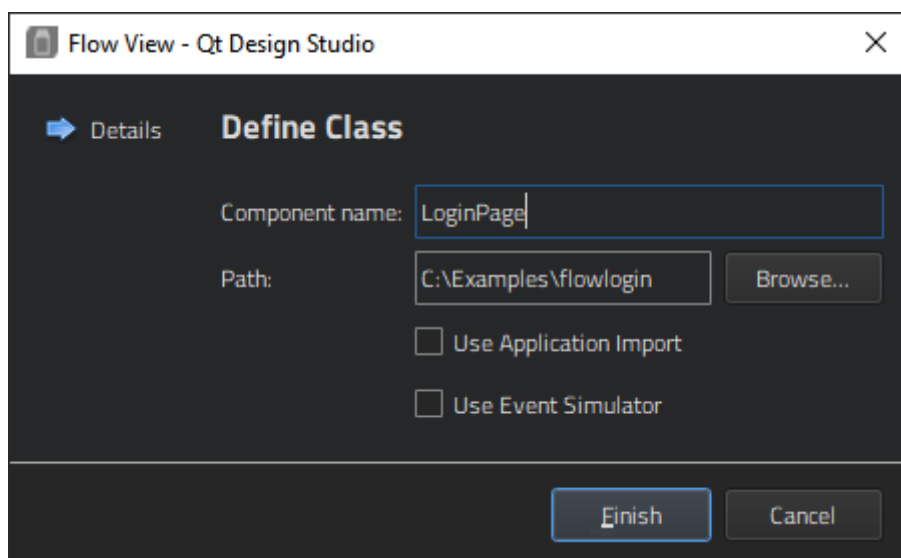 Flow View - Qt Design Studio
Details
Define Class
Component name: LoginPage
Path: C:\Examples\flowlogin Browse...
Use Application Import
Use Event Simulator
Finish Cancel